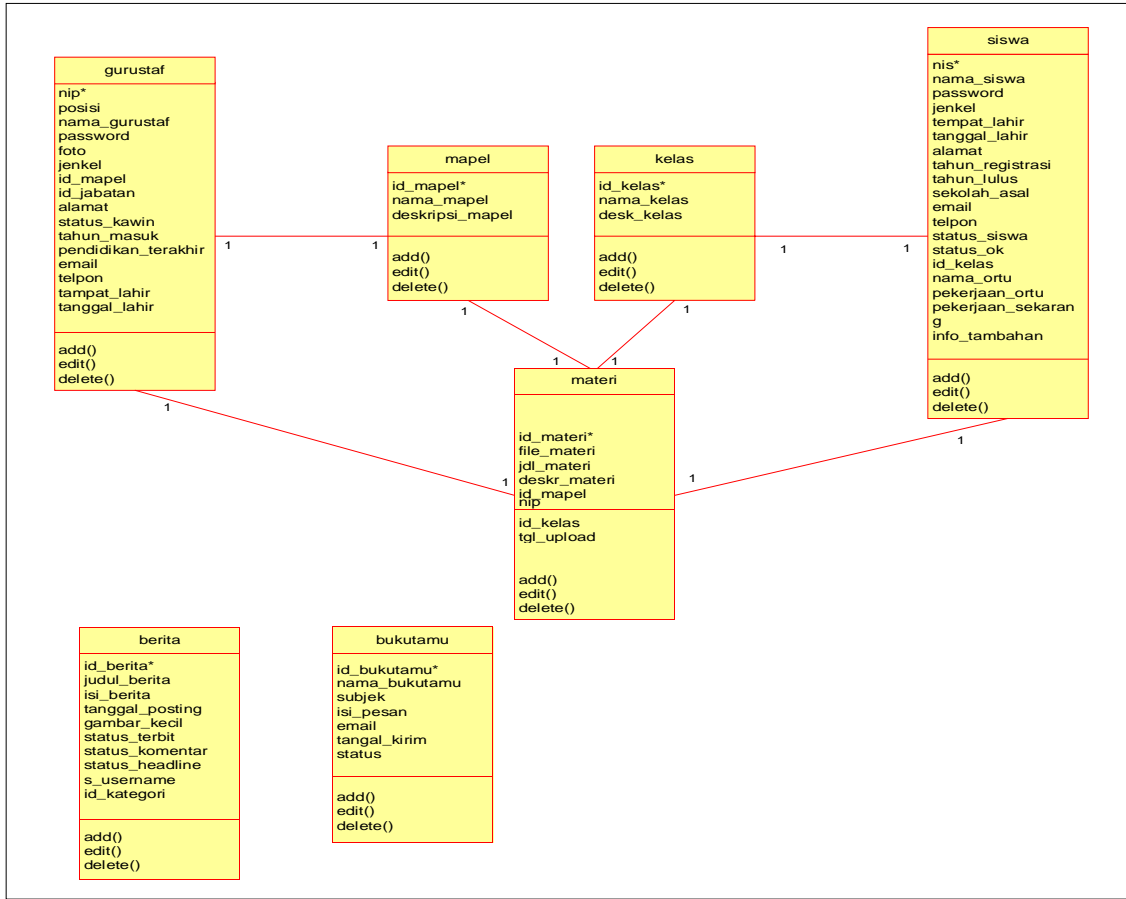 gurustaf
nip*
posisi
nama_gurustaf
password
foto
jenkel
id_mapel
id_jabatan
alamat
status_kawin
tahun_masuk
pendidikan_terakhir
email
telpon
tampat_lahir
tanggal_lahir
add()
edit()
delete()
1
1
mapel
id_mapel*
nama_mapel
deskripsi_mapel
add()
edit()
delete()
kelas
id_kelas*
nama_kelas
desk_kelas
add()
edit()
delete()
1
1
siswa
nis*
nama_siswa
password
jenkel
tempat_lahir
tanggal_lahir
alamat
tahun_registrasi
tahun_lulus
sekolah_asal
email
telpon
status_siswa
status_ok
id_kelas
nama_ortu
pekerjaan_ortu
pekerjaan_sekaran
g
info_tambahan
add()
edit()
delete()
1
1
1
1
1
1
1
1
materi
id_materi*
file_materi
jdl_materi
deskr_materi
id_mapel
nip
id_kelas
tgl_upload
add()
edit()
delete()
berita
id_berita*
judul_berita
isi_berita
tanggal_posting
gambar_kecil
status_terbit
status_komentar
status_headline
s_username
id_kategori
add()
edit()
delete()
bukutamu
id_bukutamu*
nama_bukutamu
subjek
isi_pesan
email
tangal_kirim
status
add()
edit()
delete()